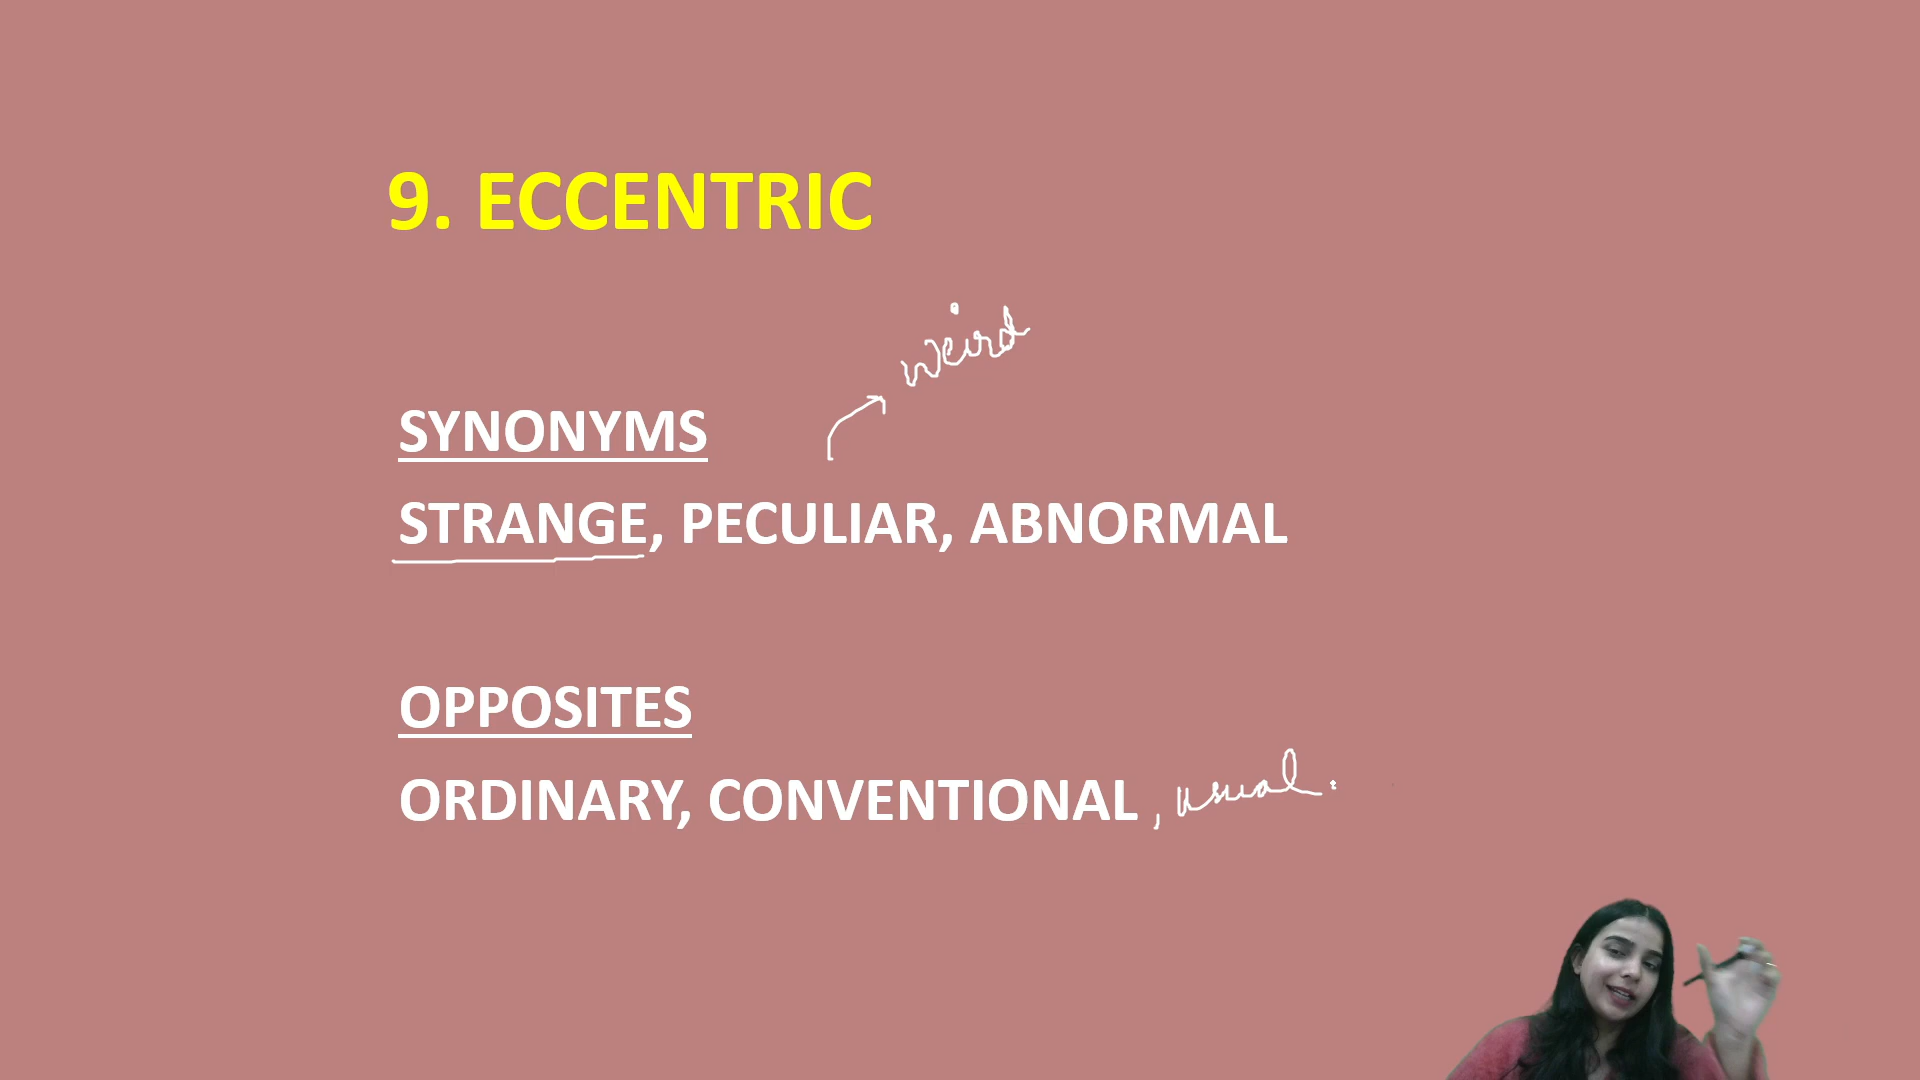 9. ECCENTRIC
weird
SYNONYMS
STRANGE, PECULIAR, ABNORMAL
OPPOSITES
ORDINARY, CONVENTIONAL , usual.